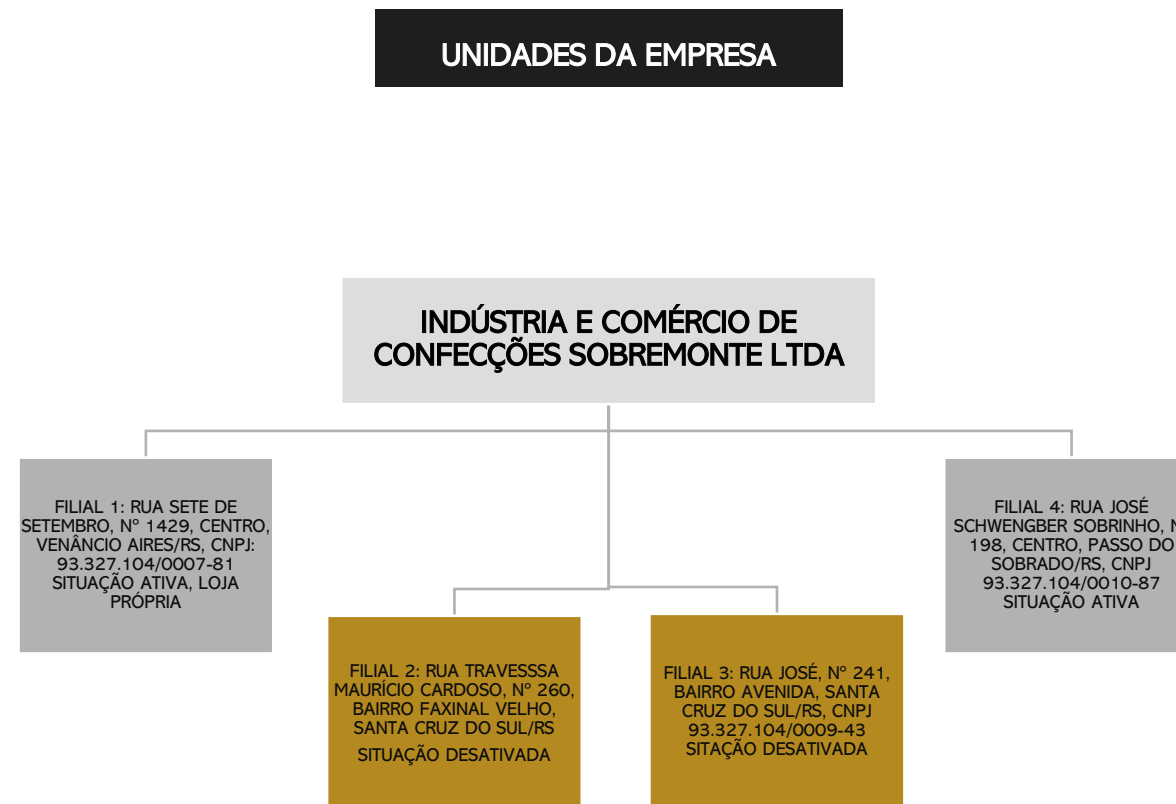 UNIDADES DA EMPRESA
INDÚSTRIA E COMÉRCIO DE
CONFECÇÕES SOBREMONTE LTDA
FILIAL 1: RUA SETE DE
SETEMBRO, Nº 1429, CENTRO,
VENÂNCIO AIRES/RS, CNPJ:
93.327.104/0007-81
SITUAÇÃO ATIVA, LOJA
PRÓPRIA
FILIAL 2: RUA TRAVESSSA
MAURÍCIO CARDOSO, Nº 260,
BAIRRO FAXINAL VELHO,
SANTA CRUZ DO SUL/RS
SITUAÇÃO DESATIVADA
FILIAL 3: RUA JOSÉ, Nº 241,
BAIRRO AVENIDA, SANTA
CRUZ DO SUL/RS, CNPJ
93.327.104/0009-43
SITAÇÃO DESATIVADA
FILIAL 4: RUA JOSÉ
SCHWENGBER SOBRINHO,
198, CENTRO, PASSO DO
SOBRADO/RS, CNPJ
93.327.104/0010-87
SITUAÇÃO ATIVA